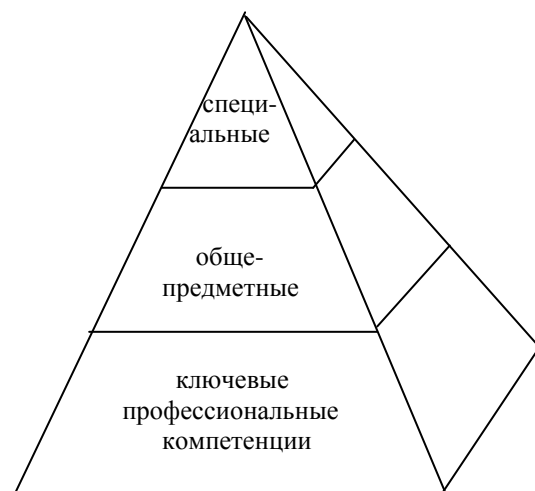 специ-
альные
обще-
предметные
ключевые
профессиональные
компетенции